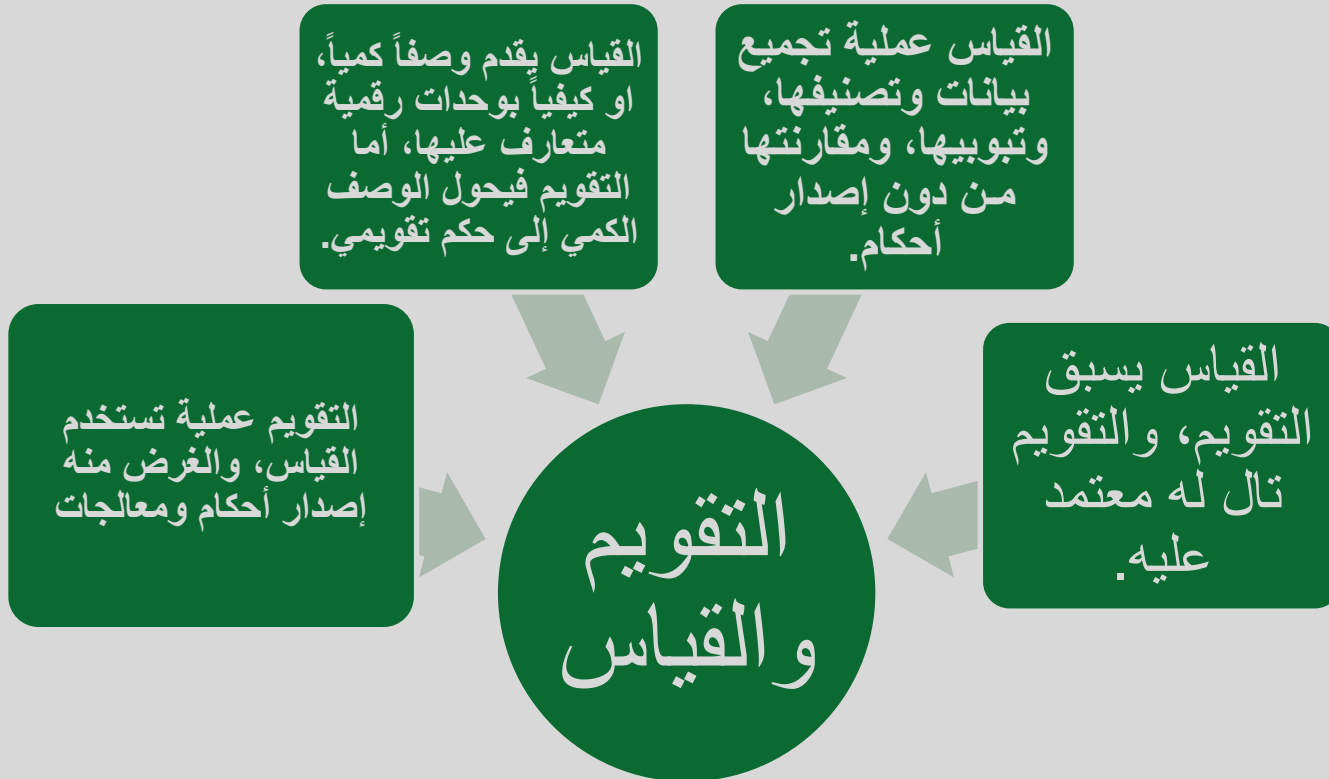 القياس عملية تجميع
بيانات وتصنيفها،
وتبويبها، ومقارنتها
من دون إصدار
أحكام.
القياس يقدم وصفاً كمياً،
او كيفياً بوحدات رقمية
متعارف عليها، أما
التقويم فيحول الوصف
الكمي إلى حكم تقويمي.
القياس يسبق
التقويم، والتقويم
تال له معتمد
عليه.
التقويم عملية تستخدم
القياس، والغرض منه
إصدار أحكام ومعالجات
التقويم
والقياس